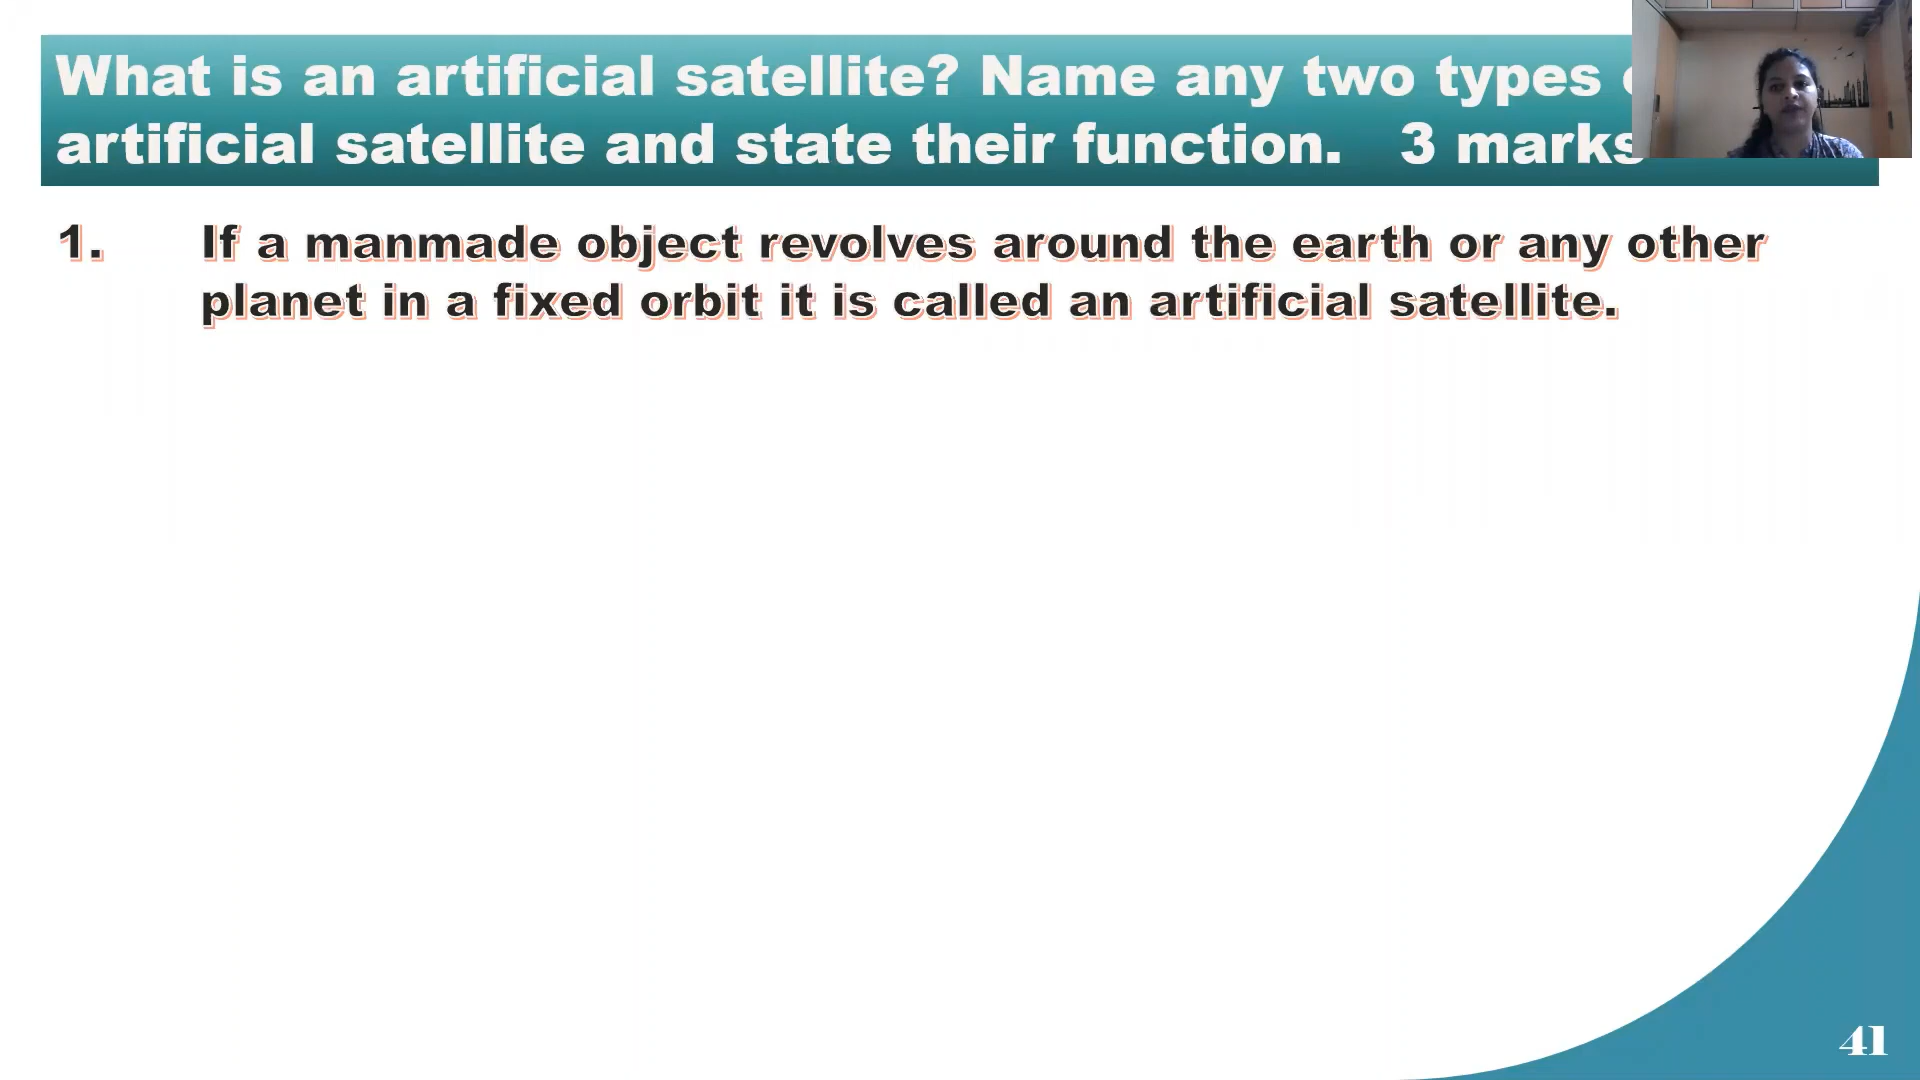 What is an artificial satellite? Name any two types
artificial satellite and state their function. 3 marks
1. If a manmade object revolves around the earth or any other
planet in a fixed orbit it is called an artificial satellite.
41